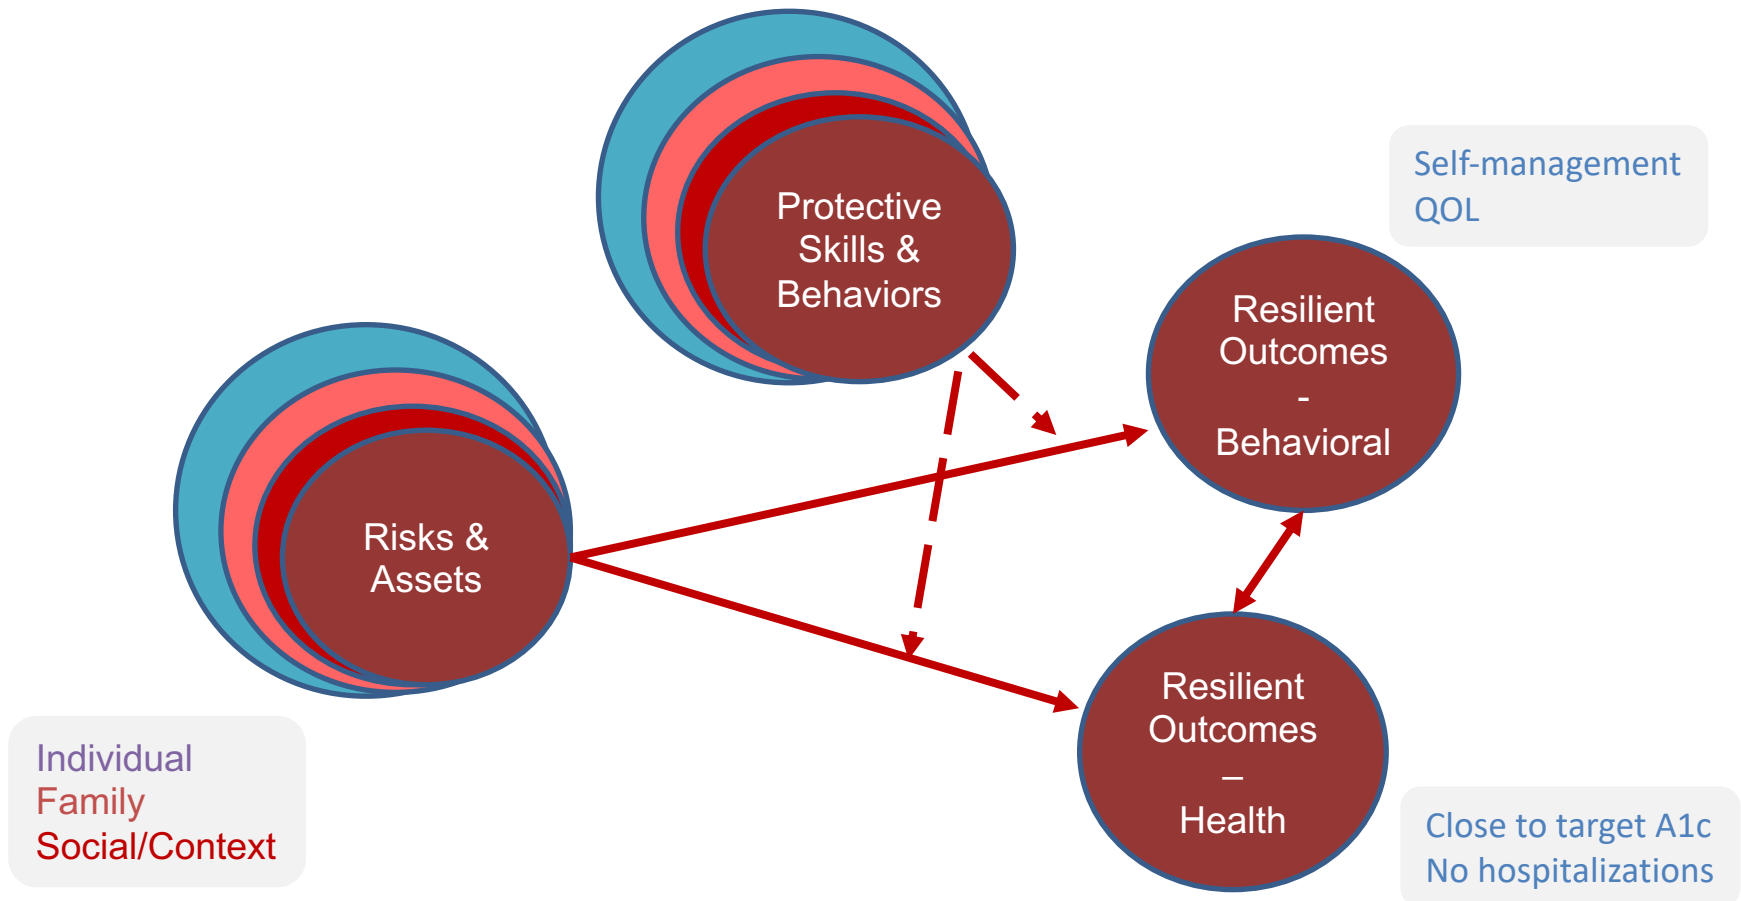 Protective
Skills &
Behaviors
Self-management
QOL
Resilient
Outcomes
-
Behavioral
Risks &
Assets
Resilient
Outcomes
–
Health
Individual
Family
Social/Context
Close to target A1c
No hospitalizations